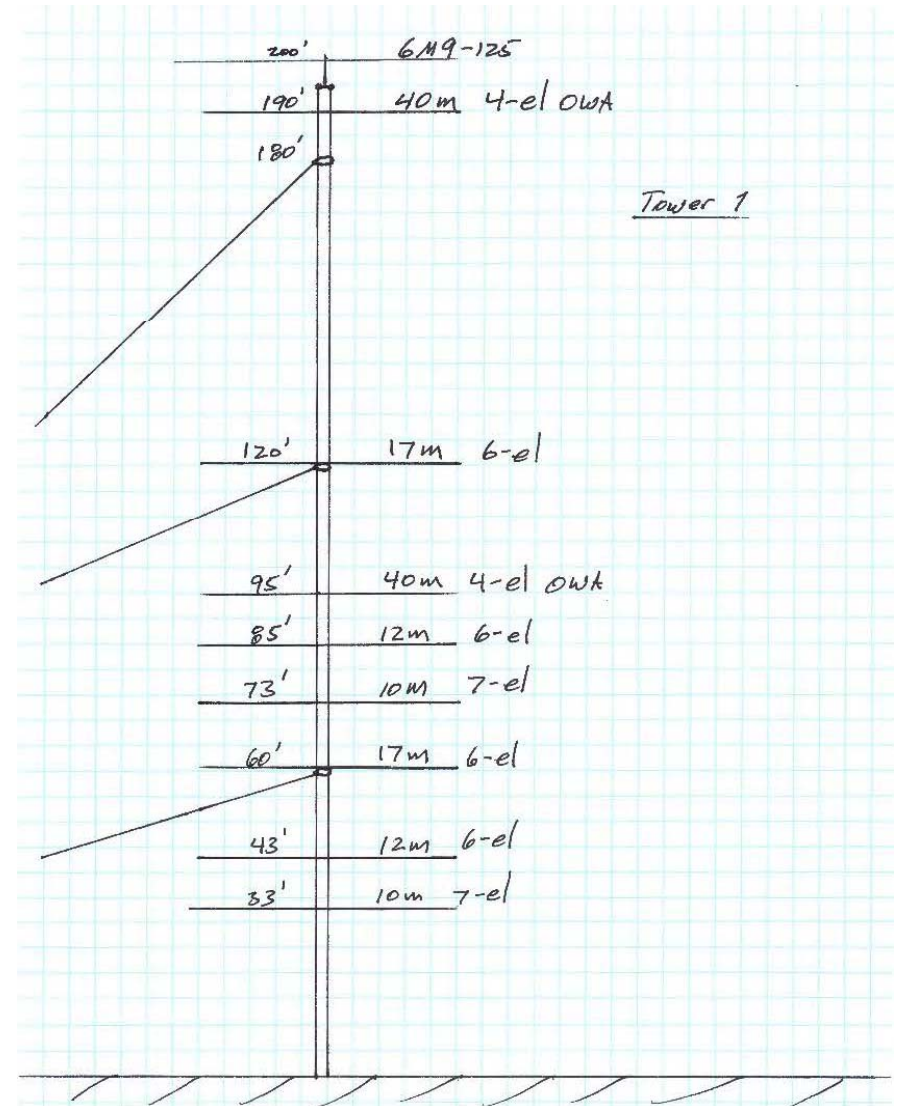 200' 6M9-125
190' 40m 4-el OWA
180'
Tower 1
120' 17m 6-el
95' 40m 4-el OWA
85' 12m 6-el
73' 10m 7-el
60' 17m 6-el
43' 12m 6-el
33' 10m 7-el